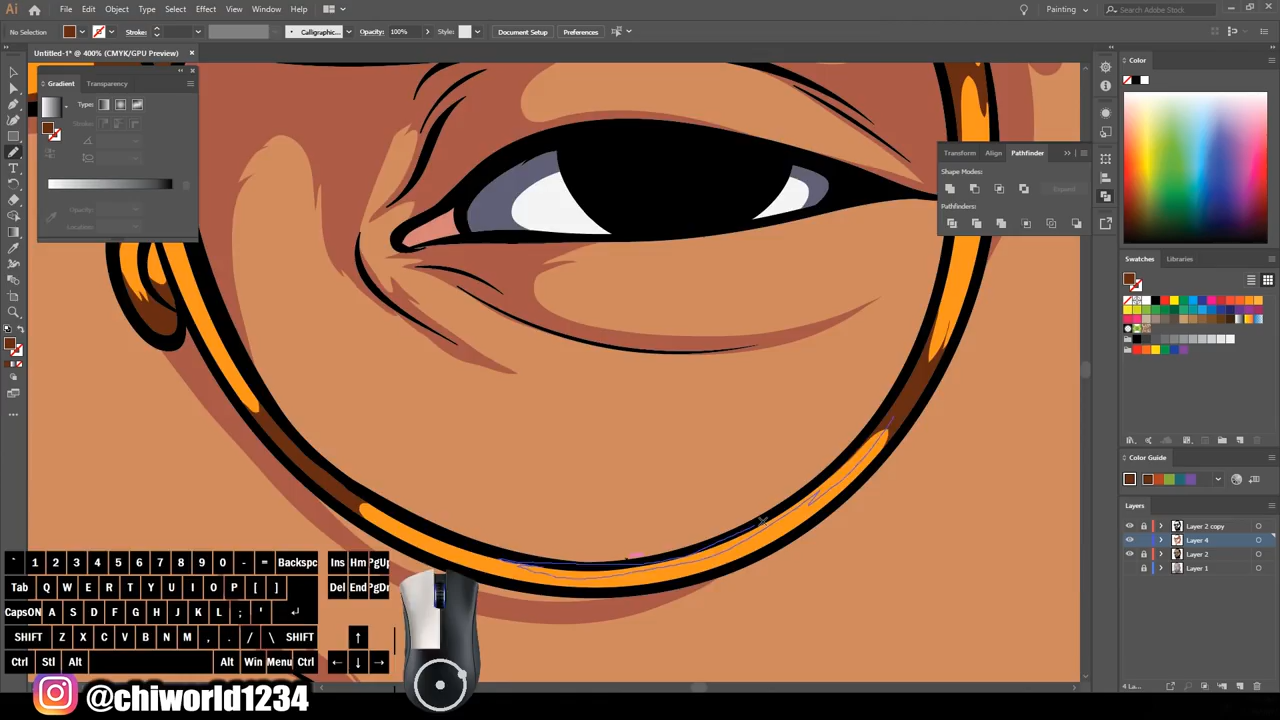 Ai File Edit Object Type Select Effect View Window Help Painting Search Adobe Stock
No Selection Stroke: Calligraphic... Opacity: 100% Style: Document Setup Preferences
Untitled-1* @ 400% (CMYK/GPU Preview)
Gradient Transparency
Type:
Stroke:
Opacity:
Location:
Transform Align Pathfinder
Shape Modes:
Expand
Pathfinders:
Color
Swatches Libraries
Color Guide
Layers
Layer 2 copy
Layer 4
Layer 2
Layer 1
4 La...
` 1 2 3 4 5 6 7 8 9 0 - = Backspc Ins Hm PgUp
Q W E R T Y U I O P [ ] Del End PgDn
CapsON A S D F G H J K L ; '
SHIFT Z X C V B N M , . / \ SHIFT
Ctrl Stl Alt Alt Win Menu Ctrl
@chiworld1234